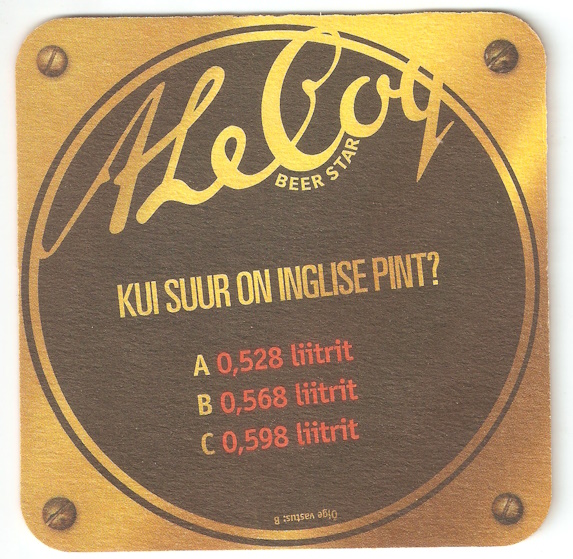 A Le Coq
BEER STAR
KUI SUUR ON INGLISE PINT?
A 0,528 liitrit
B 0,568 liitrit
C 0,598 liitrit
Õige vastus: B